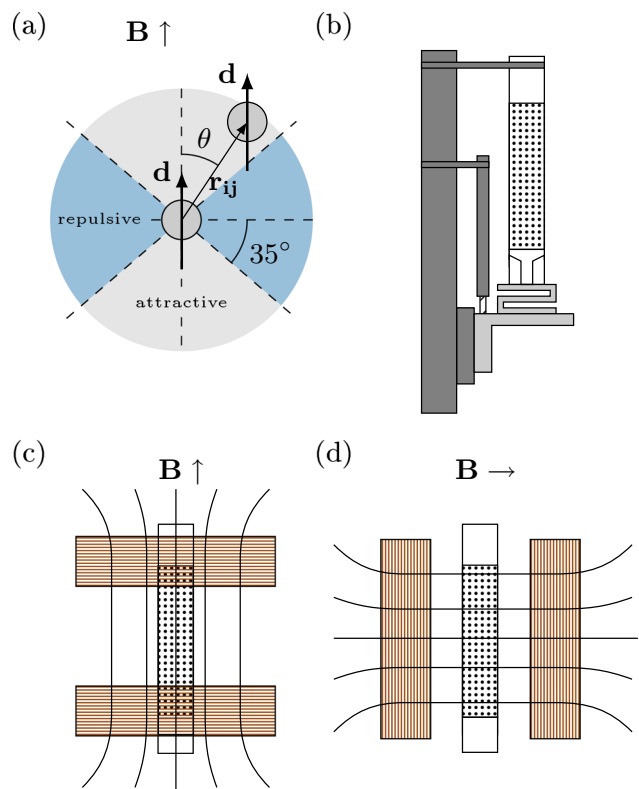 (a)
B ↑
d
θ
d
r_ij
repulsive
35°
attractive
(b)
(c)
B ↑
(d)
B →